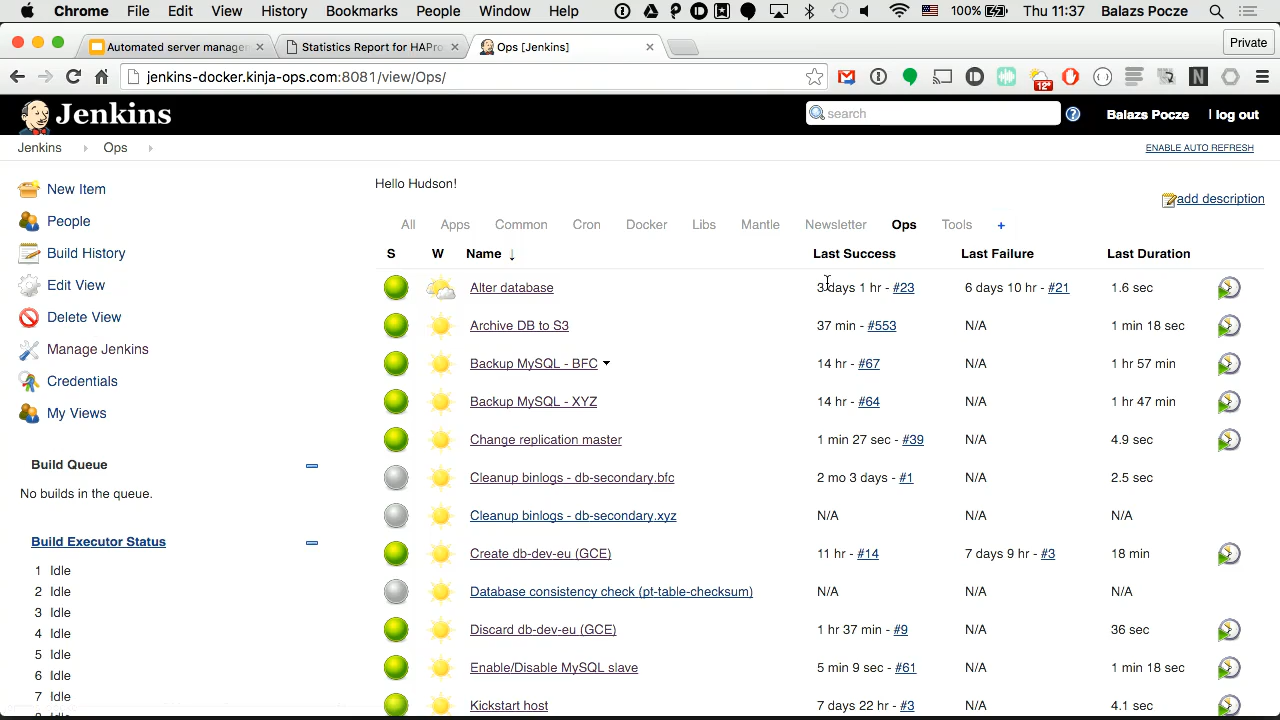 Chrome File Edit View History Bookmarks People Window Help 100% Thu 11:37 Balazs Pocze
Automated server manage × Statistics Report for HAPro × Ops [Jenkins] × Private
jenkins-docker.kinja-ops.com:8081/view/Ops/ 12°
Jenkins search Balazs Pocze | log out
Jenkins Ops ENABLE AUTO REFRESH
Hello Hudson!
add description
New Item
People
Build History
Edit View
Delete View
Manage Jenkins
Credentials
My Views
Build Queue
No builds in the queue.
Build Executor Status
1 Idle
2 Idle
3 Idle
4 Idle
5 Idle
6 Idle
7 Idle
All Apps Common Cron Docker Libs Mantle Newsletter Ops Tools +
S W Name ↓ Last Success Last Failure Last Duration
Alter database 3 days 1 hr - #23 6 days 10 hr - #21 1.6 sec
Archive DB to S3 37 min - #553 N/A 1 min 18 sec
Backup MySQL - BFC 14 hr - #67 N/A 1 hr 57 min
Backup MySQL - XYZ 14 hr - #64 N/A 1 hr 47 min
Change replication master 1 min 27 sec - #39 N/A 4.9 sec
Cleanup binlogs - db-secondary.bfc 2 mo 3 days - #1 N/A 2.5 sec
Cleanup binlogs - db-secondary.xyz N/A N/A N/A
Create db-dev-eu (GCE) 11 hr - #14 7 days 9 hr - #3 18 min
Database consistency check (pt-table-checksum) N/A N/A N/A
Discard db-dev-eu (GCE) 1 hr 37 min - #9 N/A 36 sec
Enable/Disable MySQL slave 5 min 9 sec - #61 N/A 1 min 18 sec
Kickstart host 7 days 22 hr - #3 N/A 4.1 sec